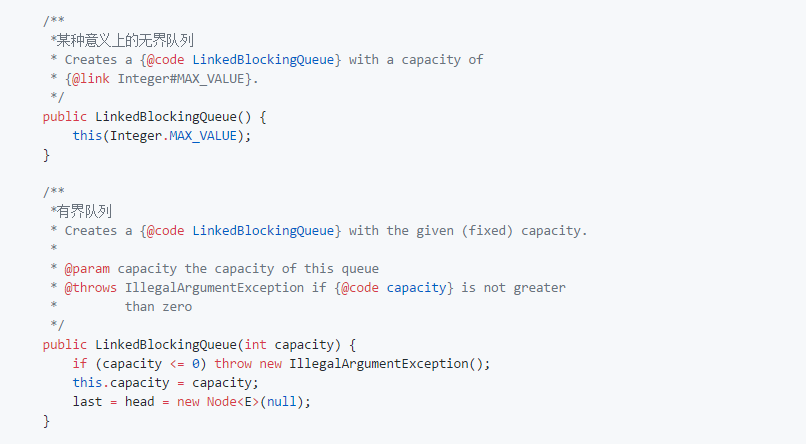 /**
 *某种意义上的无界队列
 * Creates a {@code LinkedBlockingQueue} with a capacity of
 * {@link Integer#MAX_VALUE}.
 */
public LinkedBlockingQueue() {
    this(Integer.MAX_VALUE);
}

/**
 *有界队列
 * Creates a {@code LinkedBlockingQueue} with the given (fixed) capacity.
 *
 * @param capacity the capacity of this queue
 * @throws IllegalArgumentException if {@code capacity} is not greater
 *         than zero
 */
public LinkedBlockingQueue(int capacity) {
    if (capacity <= 0) throw new IllegalArgumentException();
    this.capacity = capacity;
    last = head = new Node<E>(null);
}